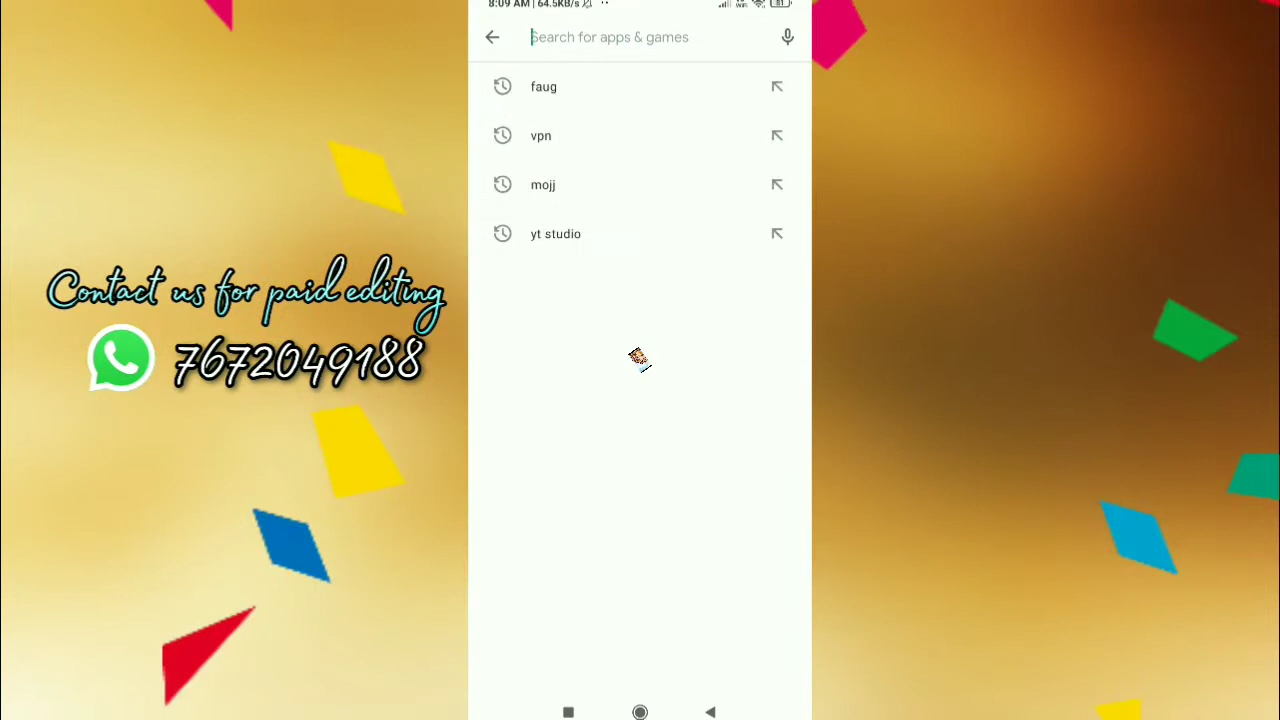 8:09 AM | 64.5KB/s
Search for apps & games
faug
vpn
mojj
yt studio
Contact us for paid editing
7672049188